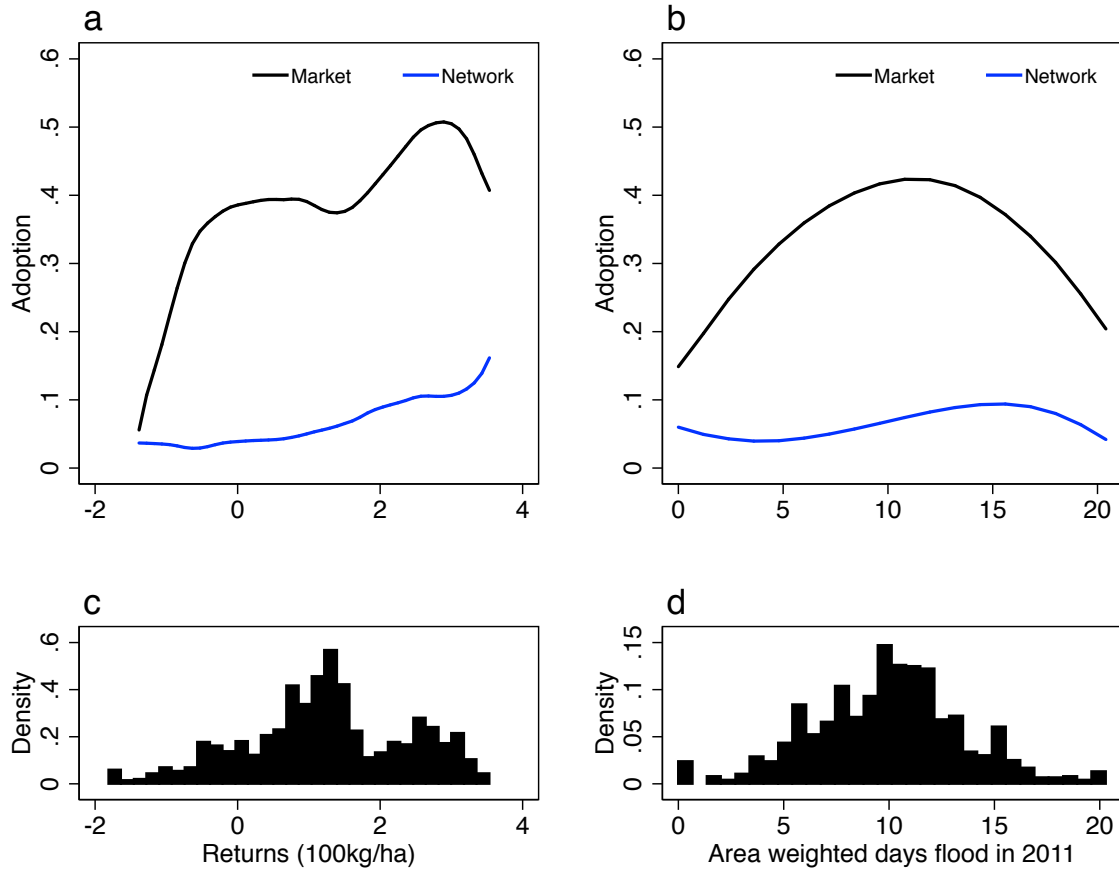 a
.6
.5
.4
.3
.2
.1
0
Adoption
Market
Network
-2
0
2
4
b
.6
.5
.4
.3
.2
.1
0
Adoption
Market
Network
0
5
10
15
20
c
.6
.4
.2
0
Density
-2
0
2
4
Returns (100kg/ha)
d
.15
.1
.05
0
Density
0
5
10
15
20
Area weighted days flood in 2011